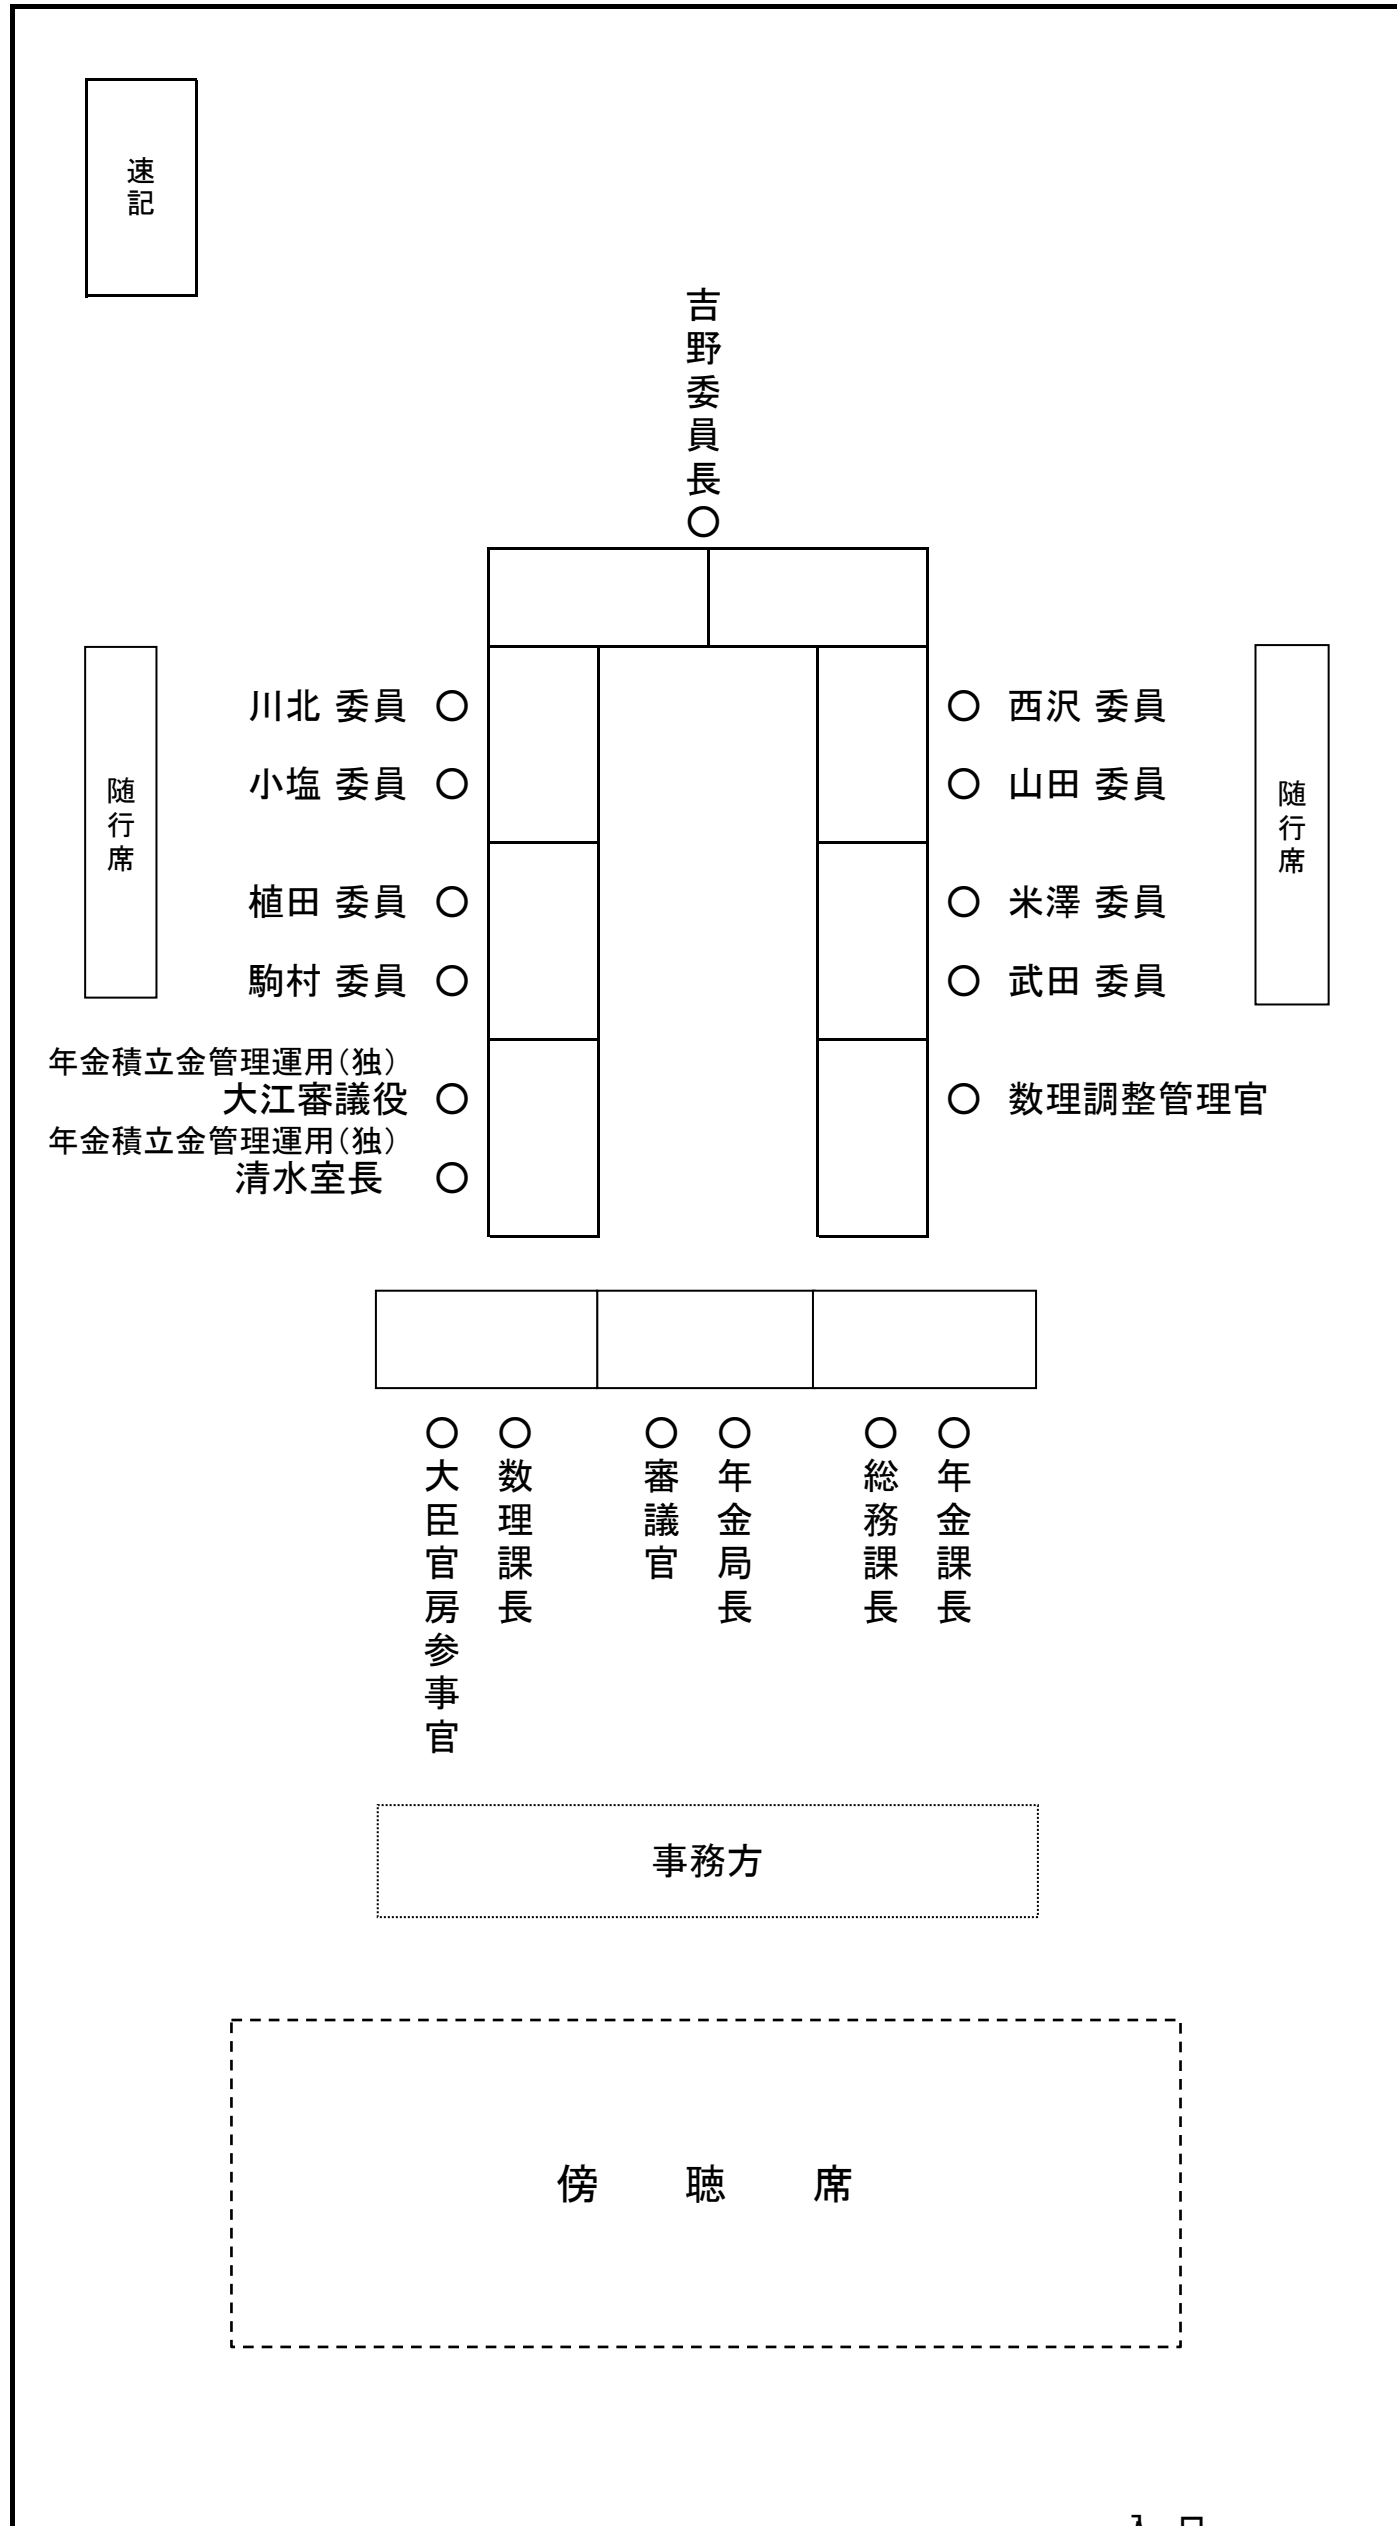 速記
吉野委員長○
川北 委員 ○
○ 西沢 委員
小塩 委員 ○
○ 山田 委員
随行席
随行席
植田 委員 ○
○ 米澤 委員
駒村 委員 ○
○ 武田 委員
年金積立金管理運用(独)
大江審議役 ○
○ 数理調整管理官
年金積立金管理運用(独)
清水室長 ○
○大臣官房参事官
○数理課長
○審議官
○年金局長
○総務課長
○年金課長
事務方
傍 聴 席